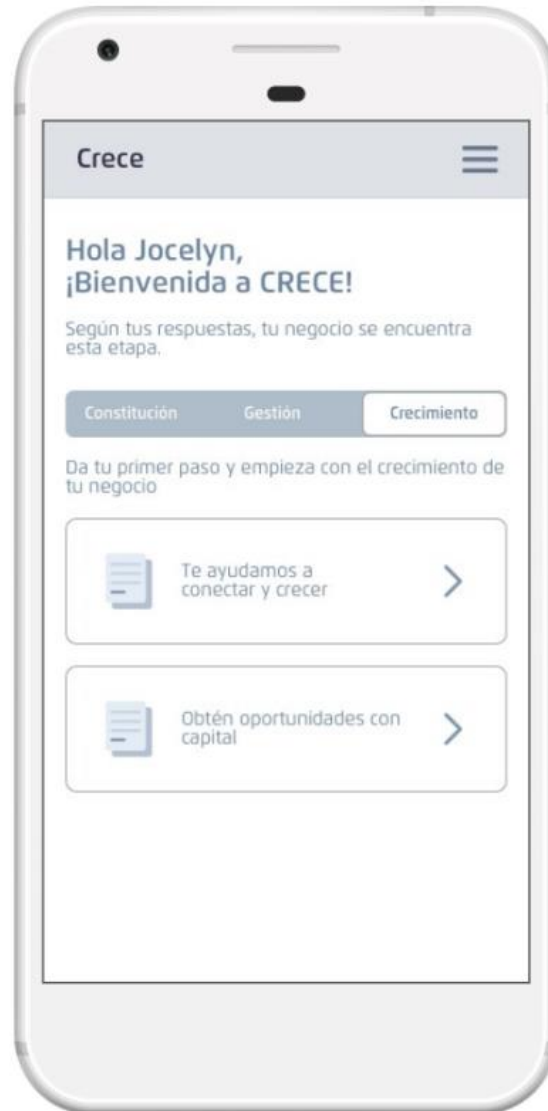 Crece
Hola Jocelyn,
¡Bienvenida a CRECE!
Según tus respuestas, tu negocio se encuentra
esta etapa.
Constitución Gestión Crecimiento
Da tu primer paso y empieza con el crecimiento de
tu negocio
Te ayudamos a
conectar y crecer
Obtén oportunidades con
capital